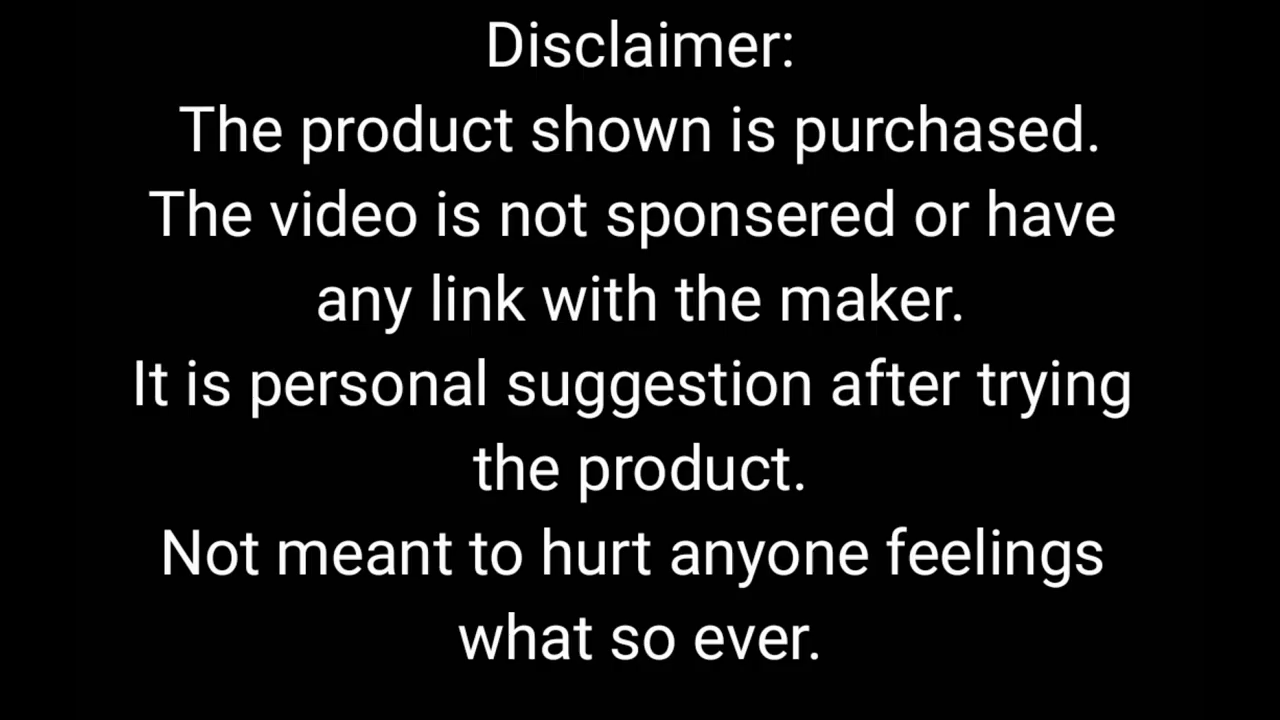 Disclaimer:
The product shown is purchased.
The video is not sponsered or have
any link with the maker.
It is personal suggestion after trying
the product.
Not meant to hurt anyone feelings
what so ever.